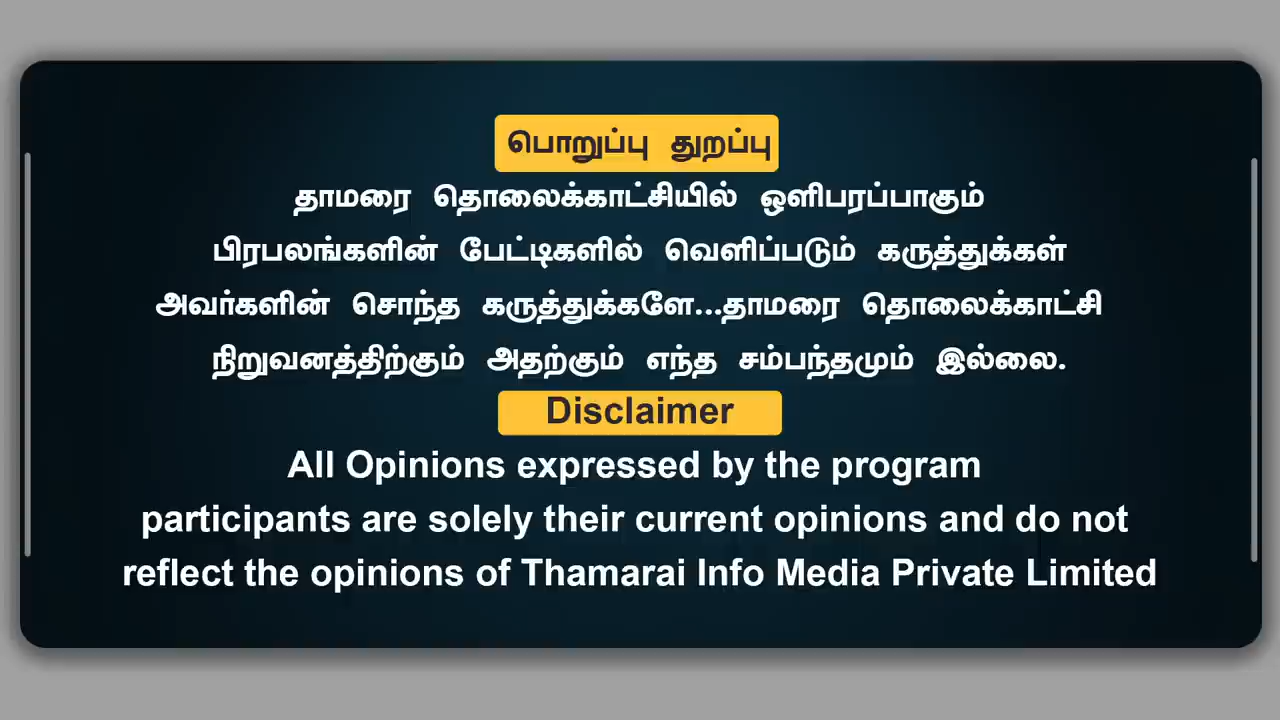 பொறுப்பு துறப்பு
தாமரை தொலைக்காட்சியில் ஒளிபரப்பாகும்
பிரபலங்களின் பேட்டிகளில் வெளிப்படும் கருத்துக்கள்
அவர்களின் சொந்த கருத்துக்களே...தாமரை தொலைக்காட்சி
நிறுவனத்திற்கும் அதற்கும் எந்த சம்பந்தமும் இல்லை.
Disclaimer
All Opinions expressed by the program
participants are solely their current opinions and do not
reflect the opinions of Thamarai Info Media Private Limited